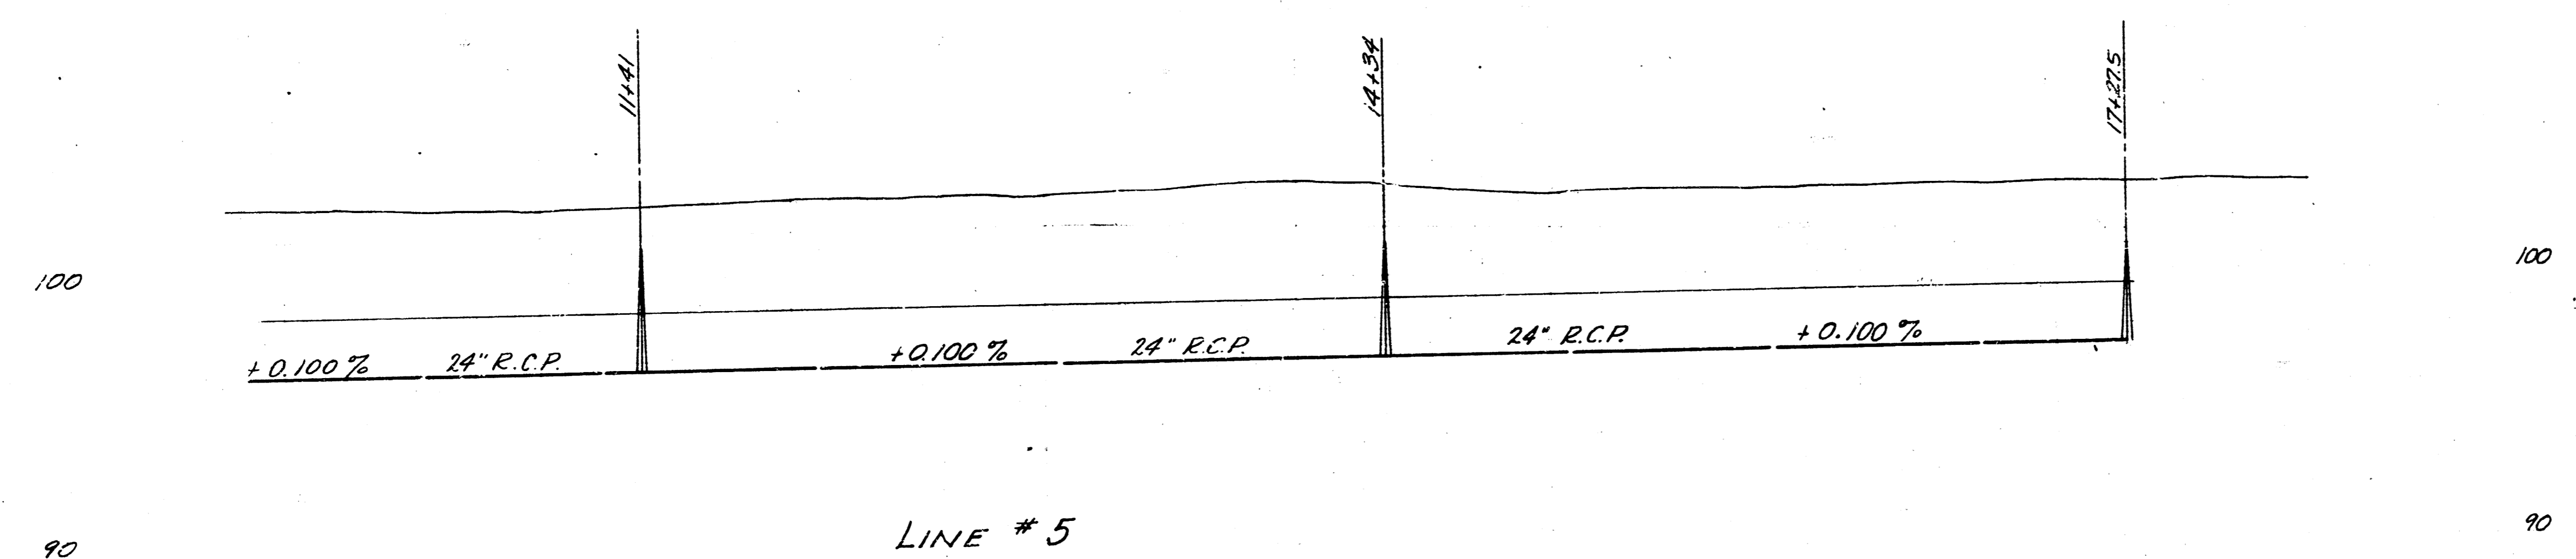 11+41
14+34
17+27.5
100
100
+0.100 % 24" R.C.P.
+0.100 % 24" R.C.P.
24" R.C.P. +0.100 %
90
90
LINE # 5